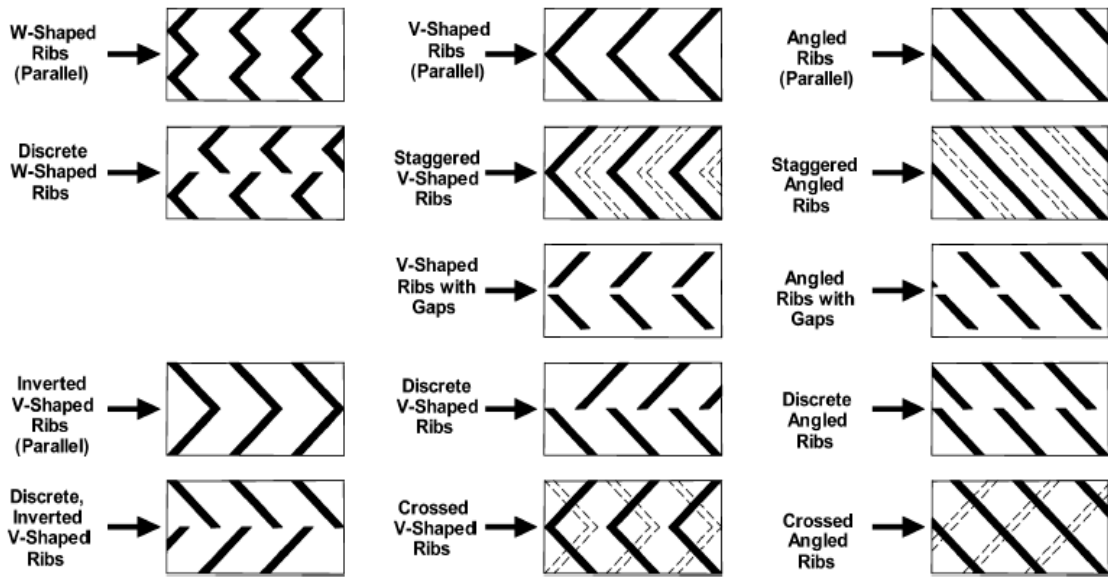 W-Shaped
Ribs
(Parallel)
V-Shaped
Ribs
(Parallel)
Angled
Ribs
(Parallel)
Discrete
W-Shaped
Ribs
Staggered
V-Shaped
Ribs
Staggered
Angled
Ribs
V-Shaped
Ribs with
Gaps
Angled
Ribs with
Gaps
Inverted
V-Shaped
Ribs
(Parallel)
Discrete
V-Shaped
Ribs
Discrete
Angled
Ribs
Discrete,
Inverted
V-Shaped
Ribs
Crossed
V-Shaped
Ribs
Crossed
Angled
Ribs